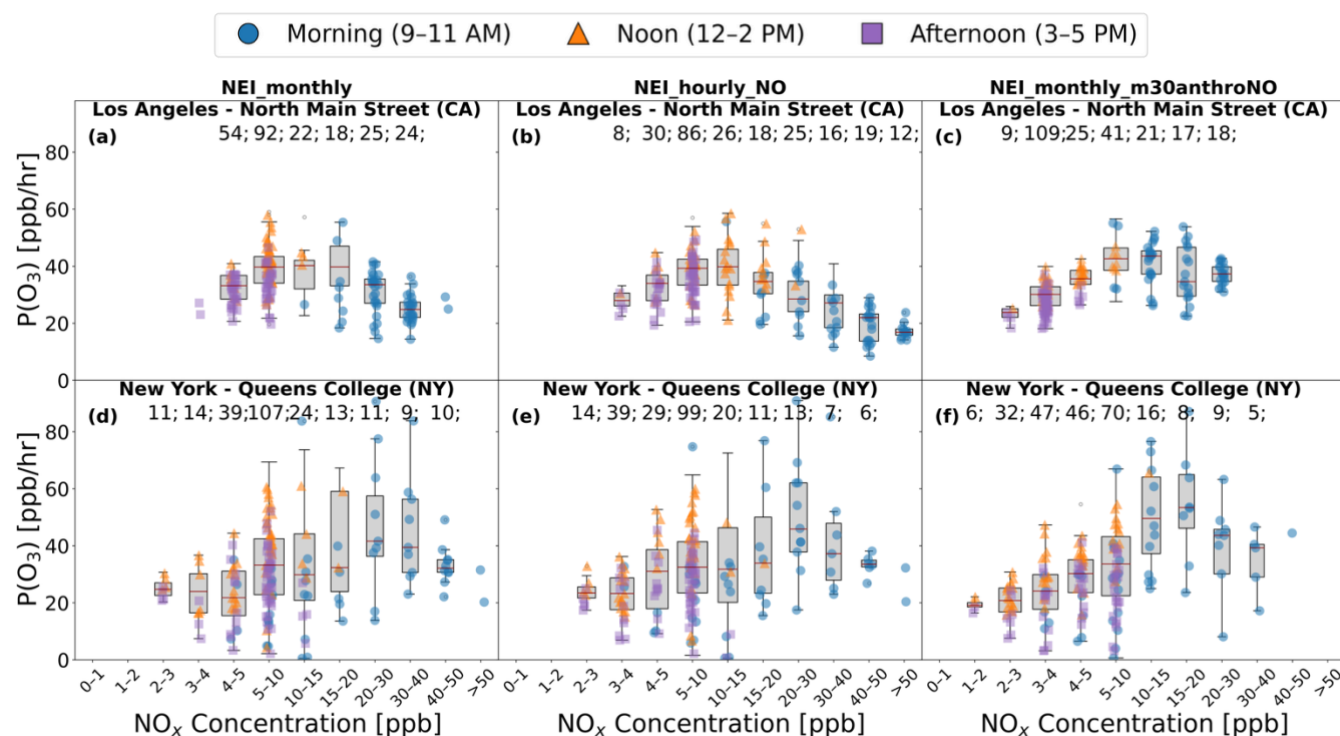 Morning (9–11 AM) Noon (12–2 PM) Afternoon (3–5 PM)
NEI_monthly NEI_hourly_NO NEI_monthly_m30anthroNO
Los Angeles - North Main Street (CA) Los Angeles - North Main Street (CA) Los Angeles - North Main Street (CA)
(a) 54; 92; 22; 18; 25; 24; (b) 8; 30; 86; 26; 18; 25; 16; 19; 12; (c) 9; 109;25; 41; 21; 17; 18;
80
60
40
20
0
P(O₃) [ppb/hr]
New York - Queens College (NY) New York - Queens College (NY) New York - Queens College (NY)
(d) 11; 14; 39;107;24; 13; 11; 9; 10; (e) 14; 39; 29; 99; 20; 11; 13; 7; 6; (f) 6; 32; 47; 46; 70; 16; 8; 9; 5;
80
60
40
20
0
P(O₃) [ppb/hr]
0-1 1-2 2-3 3-4 4-5 5-10 10-15 15-20 20-30 30-40 40-50 >50 0-1 1-2 2-3 3-4 4-5 5-10 10-15 15-20 20-30 30-40 40-50 >50 0-1 1-2 2-3 3-4 4-5 5-10 10-15 15-20 20-30 30-40 40-50 >50
NOₓ Concentration [ppb] NOₓ Concentration [ppb] NOₓ Concentration [ppb]